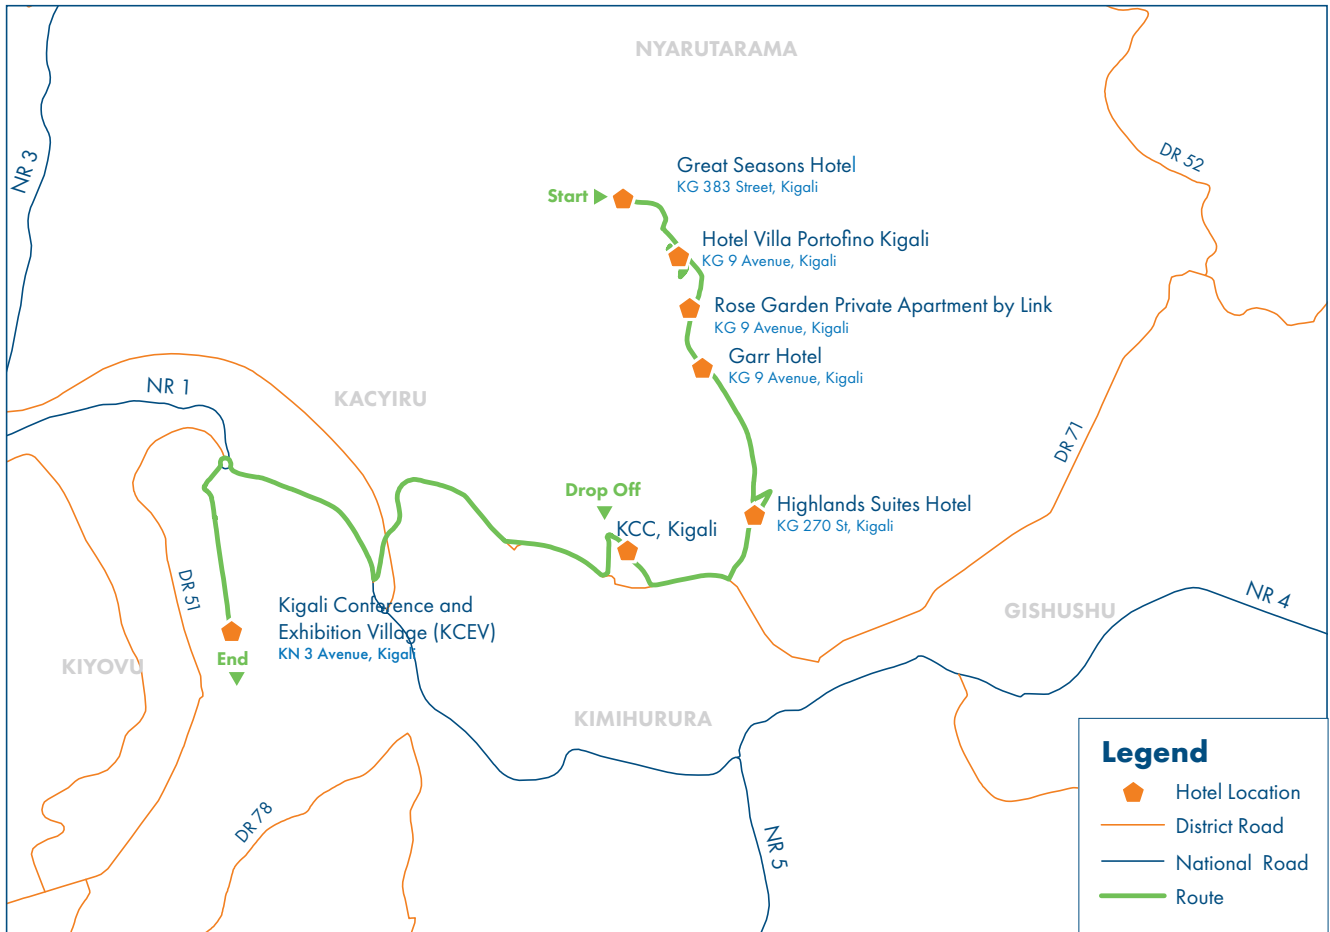 NYARUTARAMA
NR 3
DR 52
Great Seasons Hotel
KG 383 Street, Kigali
Start
Hotel Villa Portofino Kigali
KG 9 Avenue, Kigali
Rose Garden Private Apartment by Link
KG 9 Avenue, Kigali
Garr Hotel
KG 9 Avenue, Kigali
NR 1
KACYIRU
DR 71
Drop Off
KCC, Kigali
Highlands Suites Hotel
KG 270 St, Kigali
DR 51
Kigali Conference and
Exhibition Village (KCEV)
KN 3 Avenue, Kigali
End
KIYOVU
GISHUSHU
NR 4
KIMIHURURA
DR 78
NR 5
Legend
Hotel Location
District Road
National Road
Route